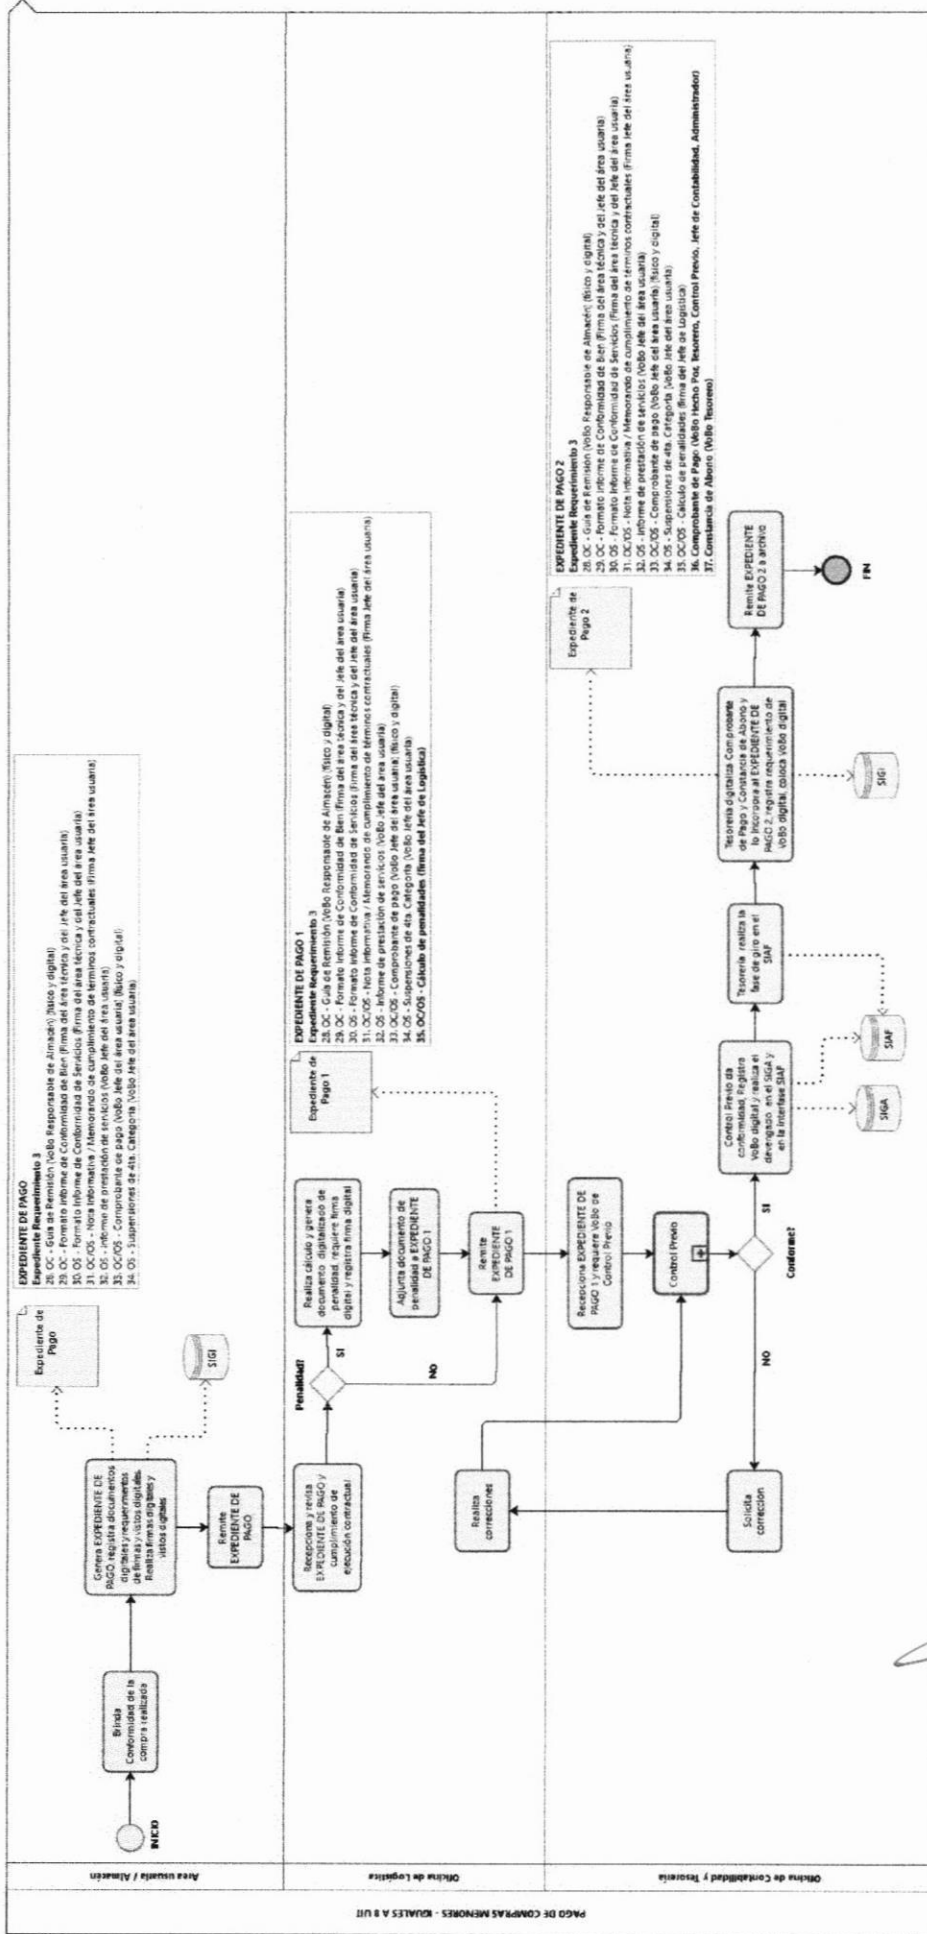 PAGO DE COMPRAS MENORES - IGUALES A 8 UIT
Area usuaria / Almacén
INICIO
Brinda
Conformidad de la
compra realizada
Genera EXPEDIENTE DE
PAGO, registra documentos
digitales y requerimientos
de firmas y vistos digitales.
Realiza firmas digitales y
vistos digitales
Remite
EXPEDIENTE DE
PAGO
Expediente de
Pago
SIGI
EXPEDIENTE DE PAGO
Expediente Requerimiento 3
28. OC - Guía de Remisión (VoBo Responsable de Almacén) (físico y digital)
29. OC - Formato Informe de Conformidad de Bien (Firma del área técnica y del Jefe del área usuaria)
30. OS - Formato Informe de Conformidad de Servicios (Firma del área técnica y del Jefe del área usuaria)
31. OC/OS - Nota Informativa / Memorando de cumplimiento de términos contractuales (Firma Jefe del área usuaria)
32. OS - Informe de prestación de servicios (VoBo Jefe del área usuaria)
33. OC/OS - Comprobante de pago (VoBo Jefe del área usuaria) (físico y digital)
34. OS - Suspensiones de 4ta. Categoría (VoBo Jefe del área usuaria)
Oficina de Logística
Recepciona y revisa
EXPEDIENTE DE PAGO y
cumplimiento de
ejecución contractual
Penalidad?
SI
NO
Realiza cálculo y genera
documento digitalizado de
penalidad, requiere firma
digital y registra firma digital
Adjunta documento de
penalidad a EXPEDIENTE
DE PAGO 1
Remite
EXPEDIENTE
DE PAGO 1
Realiza
correcciones
Expediente de
Pago 1
EXPEDIENTE DE PAGO 1
Expediente Requerimiento 3
28. OC - Guía de Remisión (VoBo Responsable de Almacén) (físico y digital)
29. OC - Formato Informe de Conformidad de Bien (Firma del área técnica y del Jefe del área usuaria)
30. OS - Formato Informe de Conformidad de Servicios (Firma del área técnica y del Jefe del área usuaria)
31. OC/OS - Nota Informativa / Memorando de cumplimiento de términos contractuales (Firma Jefe del área usuaria)
32. OS - Informe de prestación de servicios (VoBo Jefe del área usuaria)
33. OC/OS - Comprobante de pago (VoBo Jefe del área usuaria) (físico y digital)
34. OS - Suspensiones de 4ta. Categoría (VoBo Jefe del área usuaria)
35. OC/OS - Cálculo de penalidades (firma del Jefe de Logística)
Oficina de Contabilidad y Tesorería
Recepciona EXPEDIENTE DE
PAGO 1 y requiere VoBo de
Control Previo
Control Previo
Conforme?
NO
SI
Solicita
corrección
Control Previo da
conformidad, Registra
VoBo digital y realiza el
devengado en el SIGA y
en la interfase SIAF
SIGA
SIAF
Tesorería realiza la
fase de giro en el
SIAF
Tesorería digitaliza Comprobante
de Pago y Constancia de Abono y
lo incorpora al EXPEDIENTE DE
PAGO 2, registra requerimiento de
VoBo digital, coloca VoBo digital
SIGI
Remite EXPEDIENTE
DE PAGO 2 a archivo
FIN
Expediente de
Pago 2
EXPEDIENTE DE PAGO 2
Expediente Requerimiento 3
28. OC - Guía de Remisión (VoBo Responsable de Almacén) (físico y digital)
29. OC - Formato Informe de Conformidad de Bien (Firma del área técnica y del Jefe del área usuaria)
30. OS - Formato Informe de Conformidad de Servicios (Firma del área técnica y del Jefe del área usuaria)
31. OC/OS - Nota Informativa / Memorando de cumplimiento de términos contractuales (Firma Jefe del área usuaria)
32. OS - Informe de prestación de servicios (VoBo Jefe del área usuaria)
33. OC/OS - Comprobante de pago (VoBo Jefe del área usuaria) (físico y digital)
34. OS - Suspensiones de 4ta. Categoría (VoBo Jefe del área usuaria)
35. OC/OS - Cálculo de penalidades (firma del Jefe de Logística)
36. Comprobante de Pago (VoBo Hecho Por, Tesorero, Control Previo, Jefe de Contabilidad, Administrador)
37. Constancia de Abono (VoBo Tesorero)